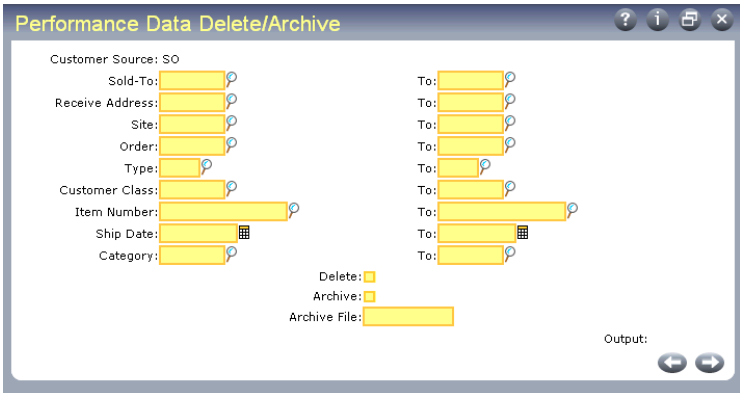 Performance Data Delete/Archive
Customer Source: SO
Sold-To: To:
Receive Address: To:
Site: To:
Order: To:
Type: To:
Customer Class: To:
Item Number: To:
Ship Date: To:
Category: To:
Delete:
Archive:
Archive File:
Output: